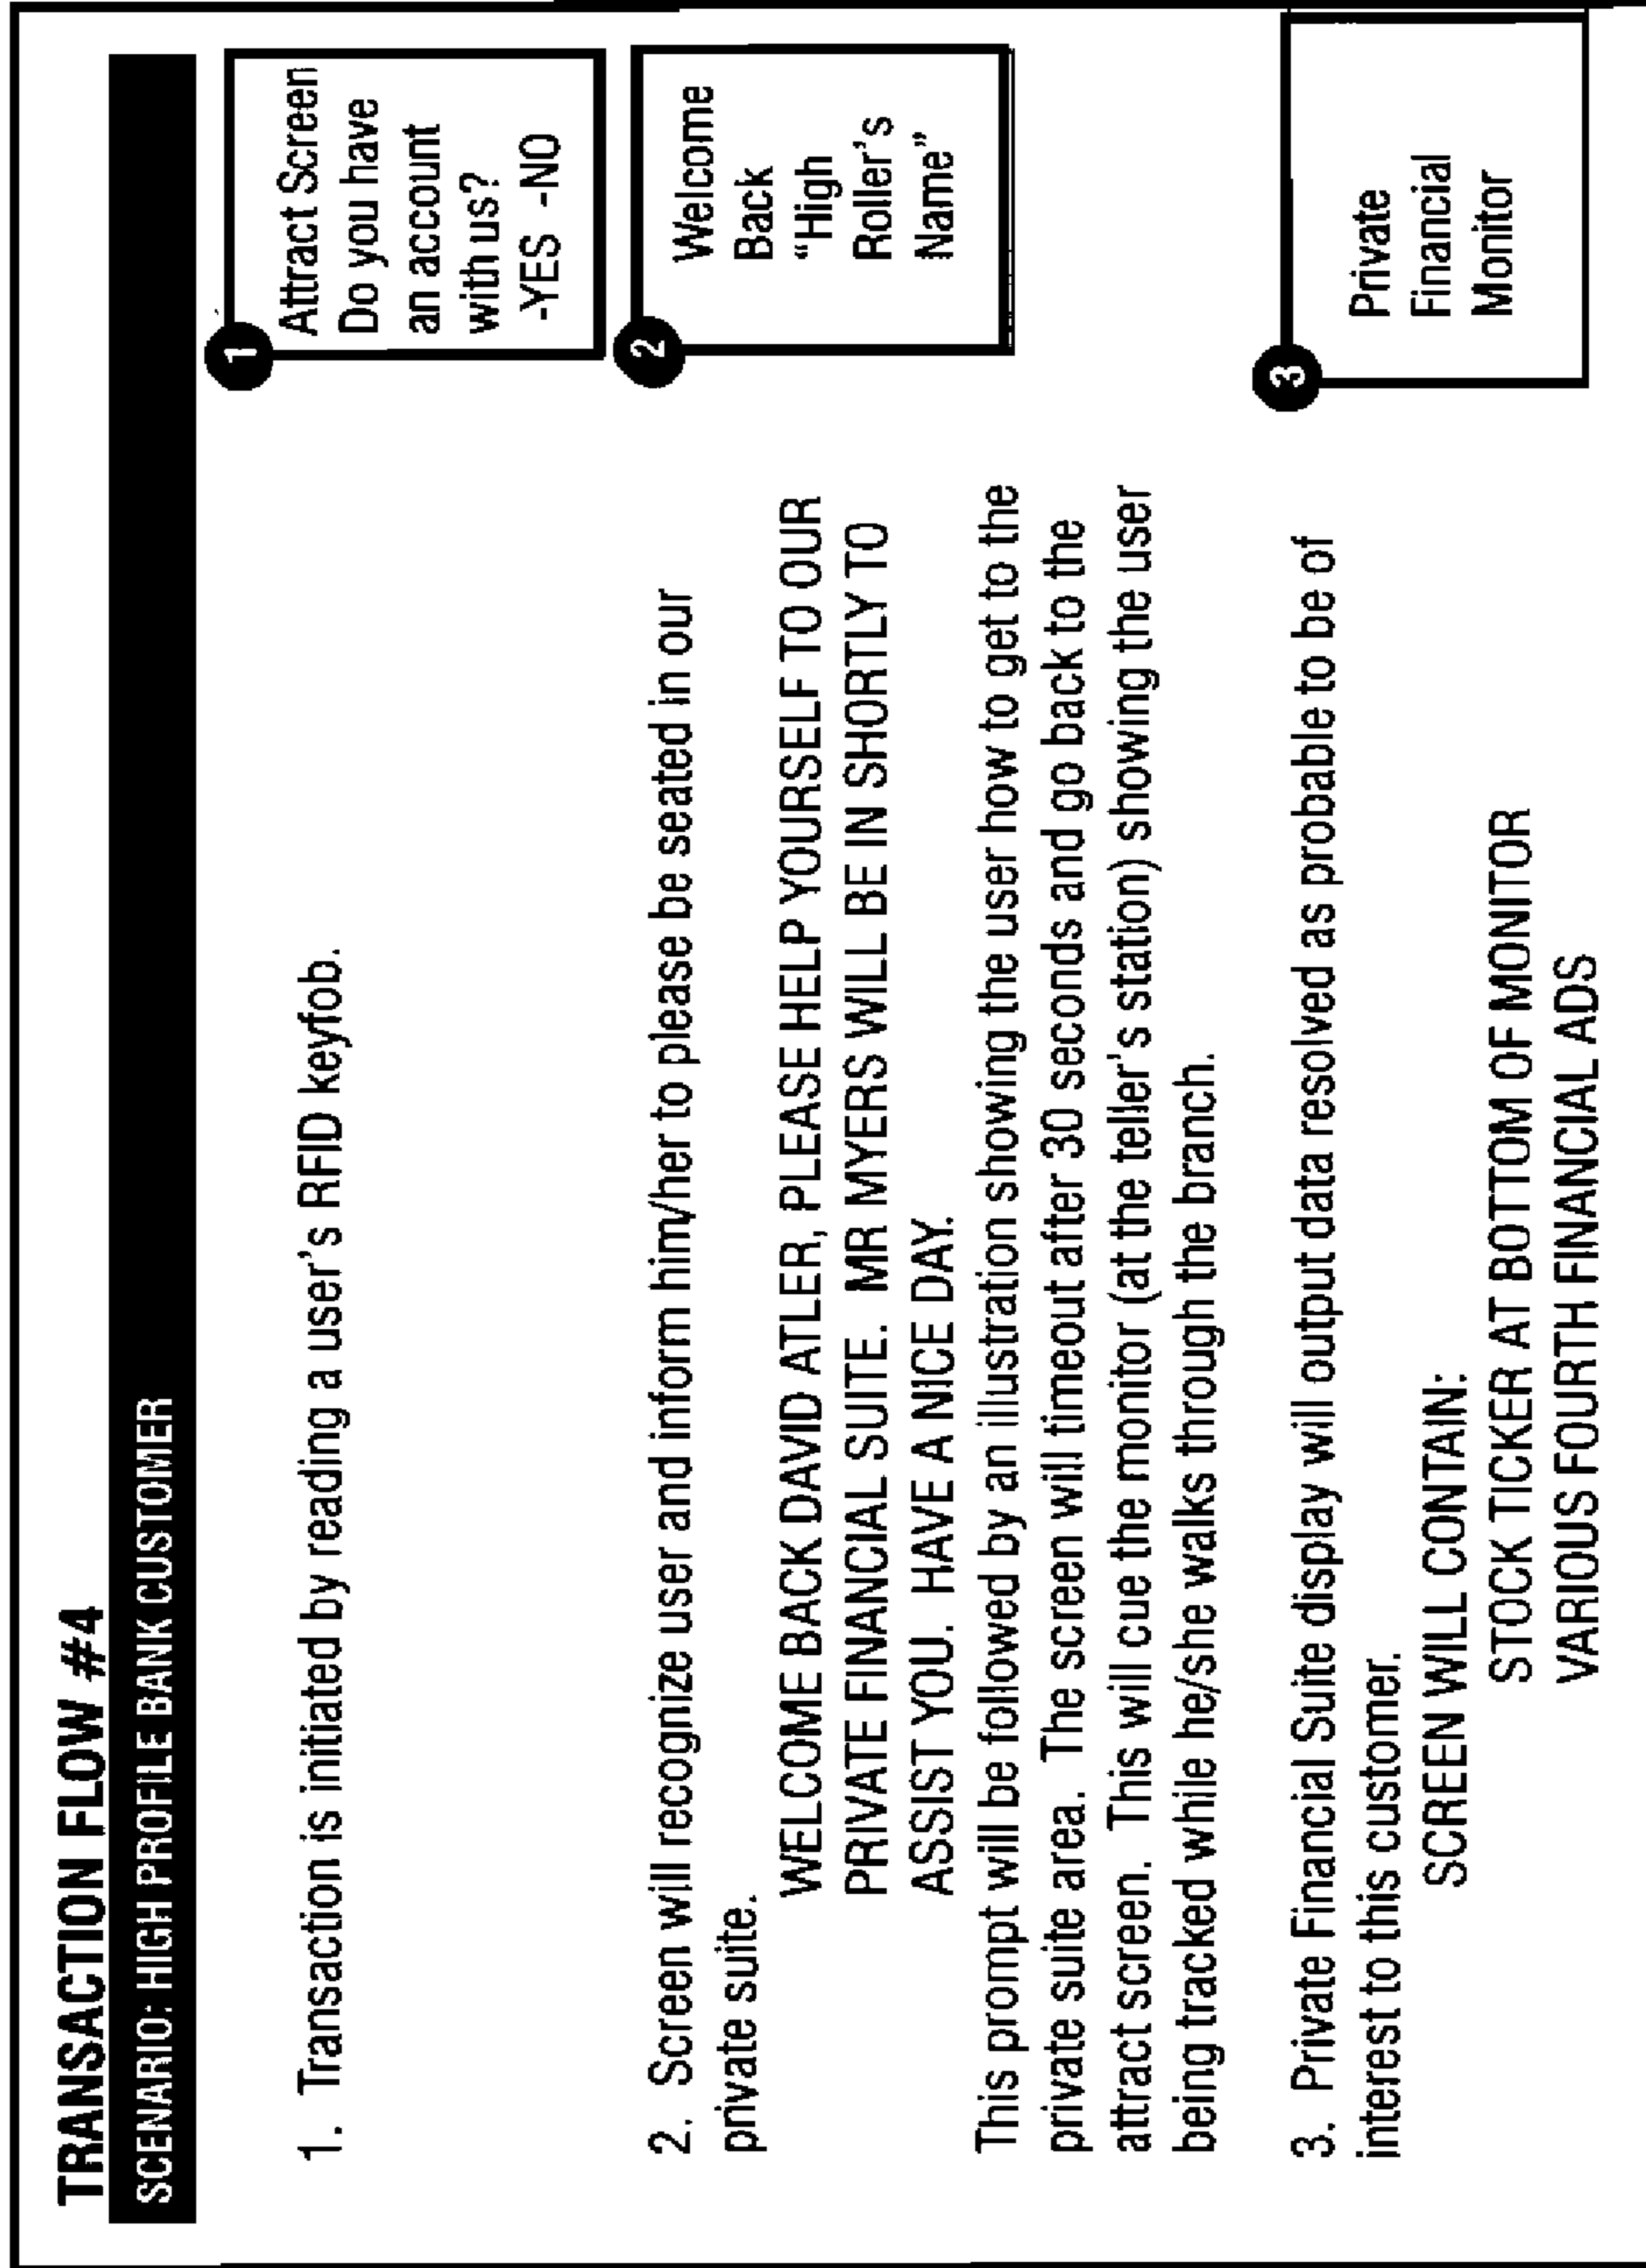 TRANSACTION FLOW #4
SCENARIO: HIGH PROFILE BANK CUSTOMER
1. Transaction is initiated by reading a user's RFID keyfob.
1
Attract Screen
Do you have
an account
with us?
-YES -NO
2. Screen will recognize user and inform him/her to please be seated in our
private suite.
WELCOME BACK DAVID ATLER, PLEASE HELP YOURSELF TO OUR
PRIVATE FINANCIAL SUITE. MR MYERS WILL BE IN SHORTLY TO
ASSIST YOU. HAVE A NICE DAY.
This prompt will be followed by an illustration showing the user how to get to the
private suite area. The screen will timeout after 30 seconds and go back to the
attract screen. This will cue the monitor (at the teller's station) showing the user
being tracked while he/she walks through the branch.
2
Welcome
Back
“High
Roller's
Name”
3. Private Financial Suite display will output data resolved as probable to be of
interest to this customer.
SCREEN WILL CONTAIN:
STOCK TICKER AT BOTTOM OF MONITOR
VARIOUS FOURTH FINANCIAL ADS
3
Private
Financial
Monitor